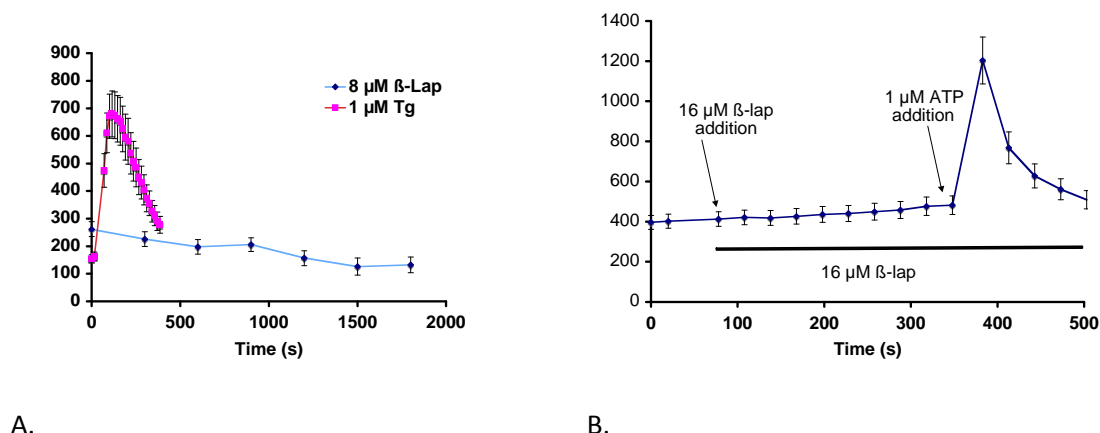 900
800
700
600
500
400
300
200
100
0
0 500 1000 1500 2000
Time (s)
8 µM ß-Lap
1 µM Tg
A.
1400
1200
1000
800
600
400
200
0
0 100 200 300 400 500
Time (s)
16 µM ß-lap
addition
1 µM ATP
addition
16 µM ß-lap
B.